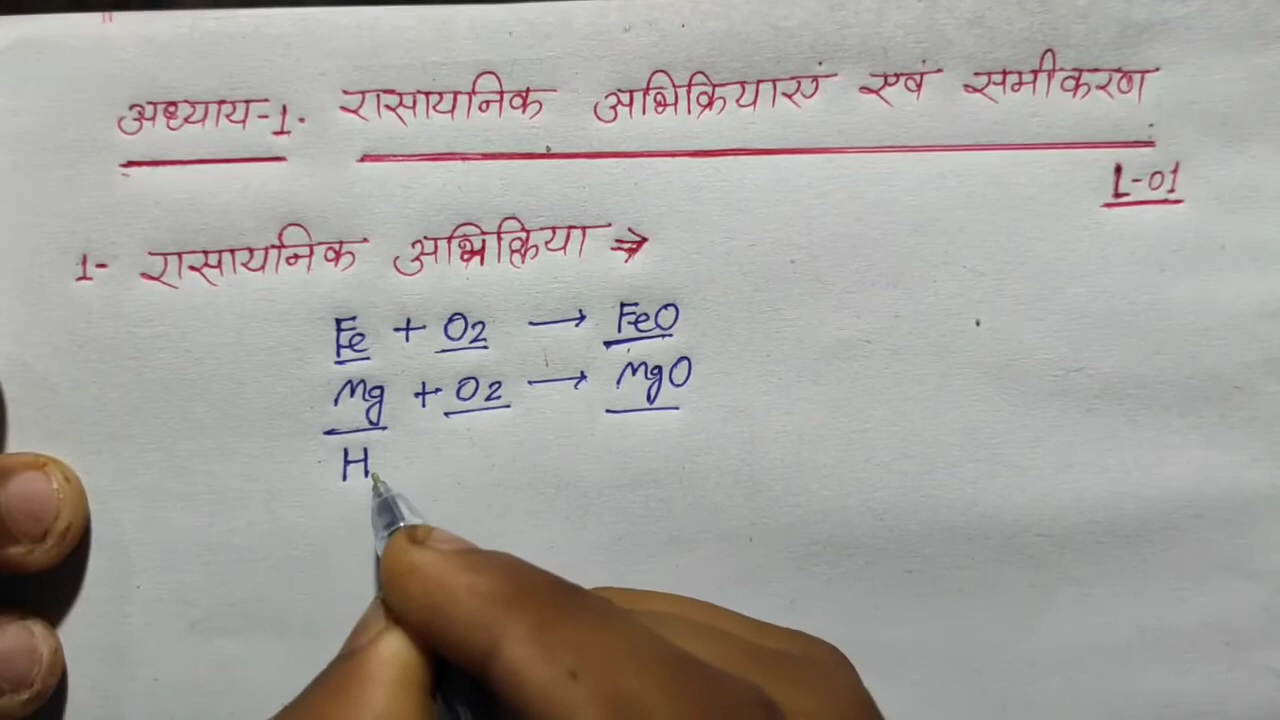 अध्याय-1. रासायनिक अभिक्रियाएं एवं समीकरण
L-01
1- रासायनिक अभिक्रिया →
Fe + O2 → FeO
Mg + O2 → MgO
H